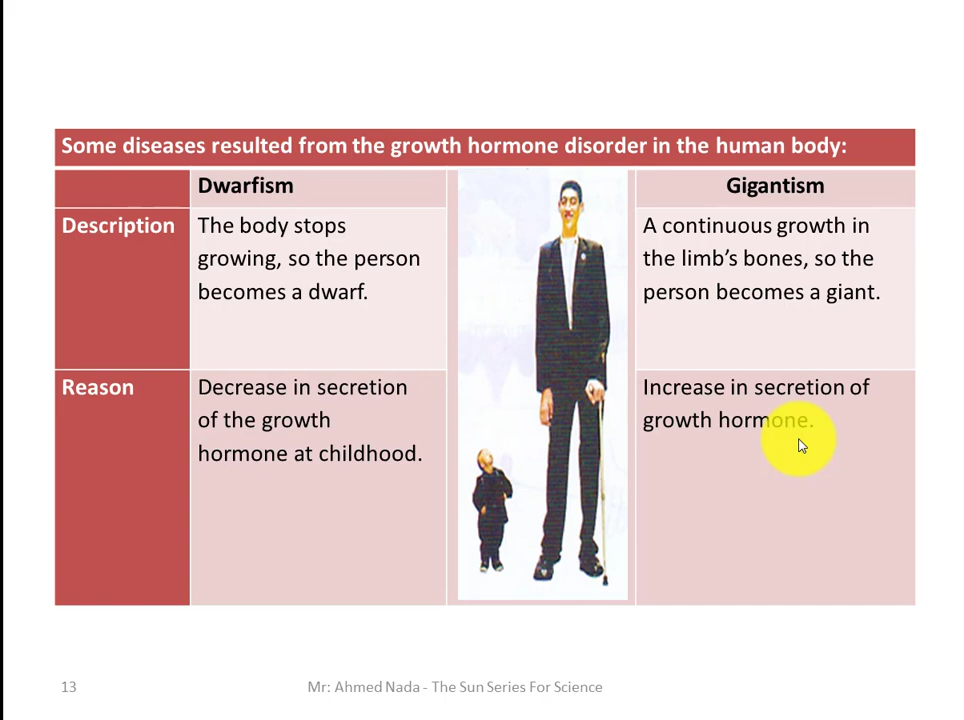 Some diseases resulted from the growth hormone disorder in the human body:
Dwarfism
Gigantism
Description
The body stops
growing, so the person
becomes a dwarf.
A continuous growth in
the limb's bones, so the
person becomes a giant.
Reason
Decrease in secretion
of the growth
hormone at childhood.
Increase in secretion of
growth hormone.
13
Mr: Ahmed Nada - The Sun Series For Science